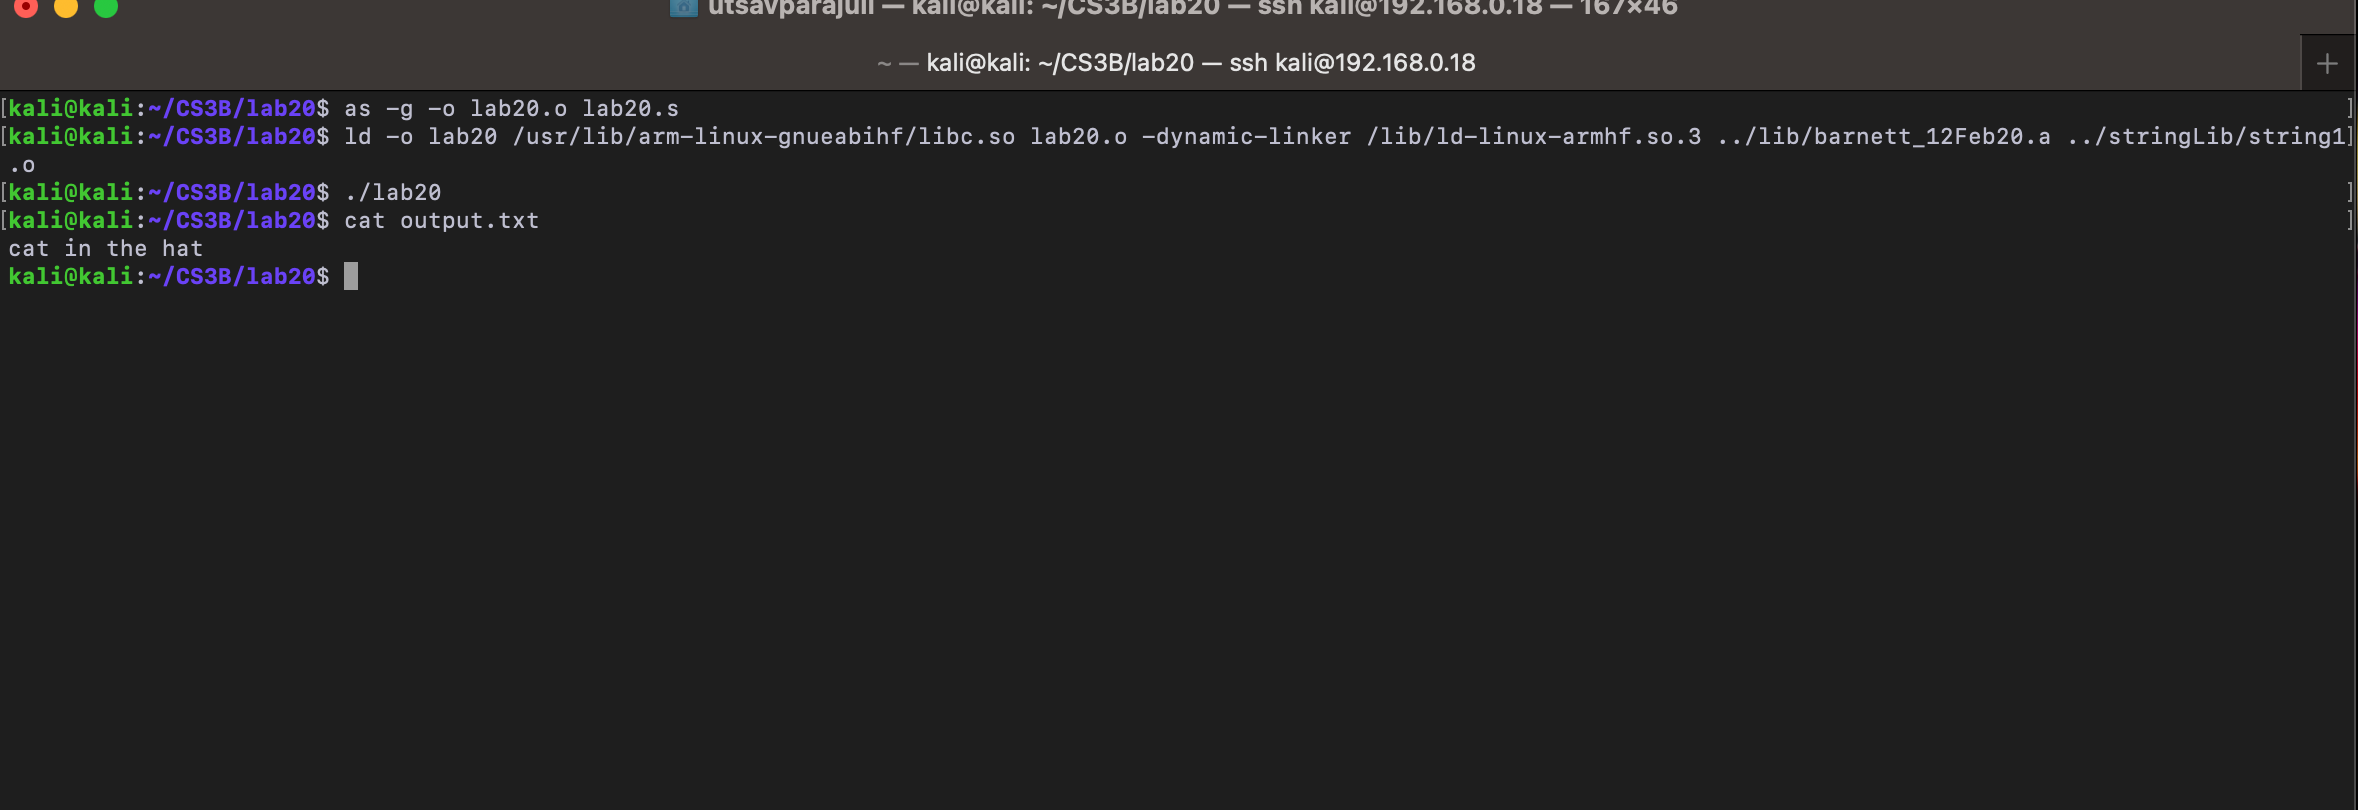 utsavparajuli — kali@kali: ~/CS3B/lab20 — ssh kali@192.168.0.18 — 167×46
~ — kali@kali: ~/CS3B/lab20 — ssh kali@192.168.0.18
+
[kali@kali:~/CS3B/lab20$ as -g -o lab20.o lab20.s ]
[kali@kali:~/CS3B/lab20$ ld -o lab20 /usr/lib/arm-linux-gnueabihf/libc.so lab20.o -dynamic-linker /lib/ld-linux-armhf.so.3 ../lib/barnett_12Feb20.a ../stringLib/string1]
.o
[kali@kali:~/CS3B/lab20$ ./lab20 ]
[kali@kali:~/CS3B/lab20$ cat output.txt ]
cat in the hat
kali@kali:~/CS3B/lab20$